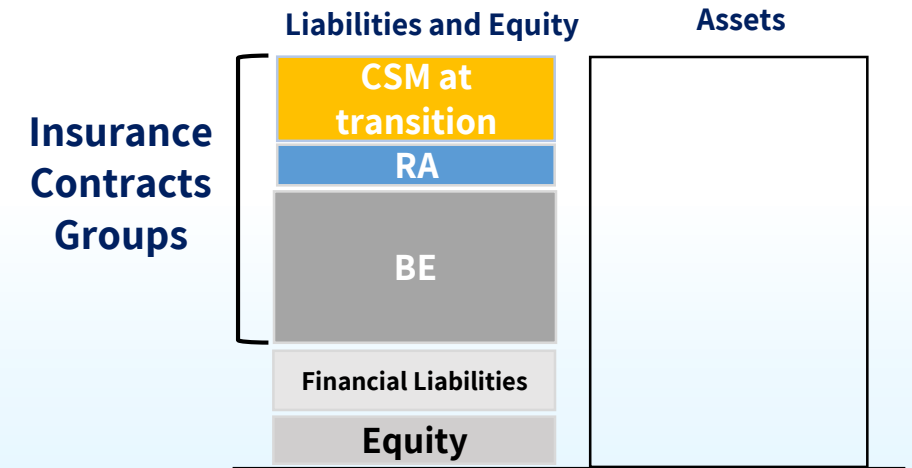 Liabilities and Equity
Assets
Insurance
Contracts
Groups
CSM at
transition
RA
BE
Financial Liabilities
Equity